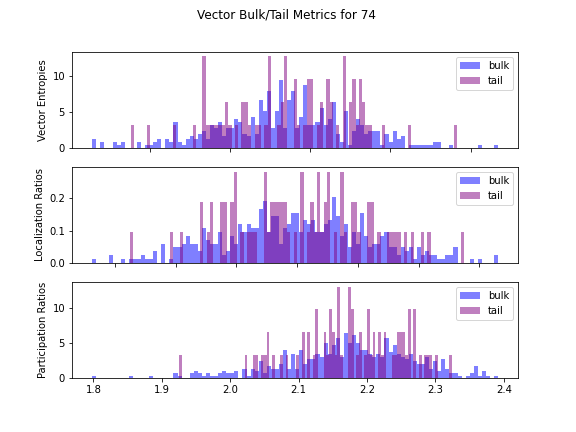 Vector Bulk/Tail Metrics for 74
Vector Entropies
10
5
0
bulk
tail
Localization Ratios
0.2
0.1
0.0
bulk
tail
Participation Ratios
10
5
0
bulk
tail
1.8 1.9 2.0 2.1 2.2 2.3 2.4